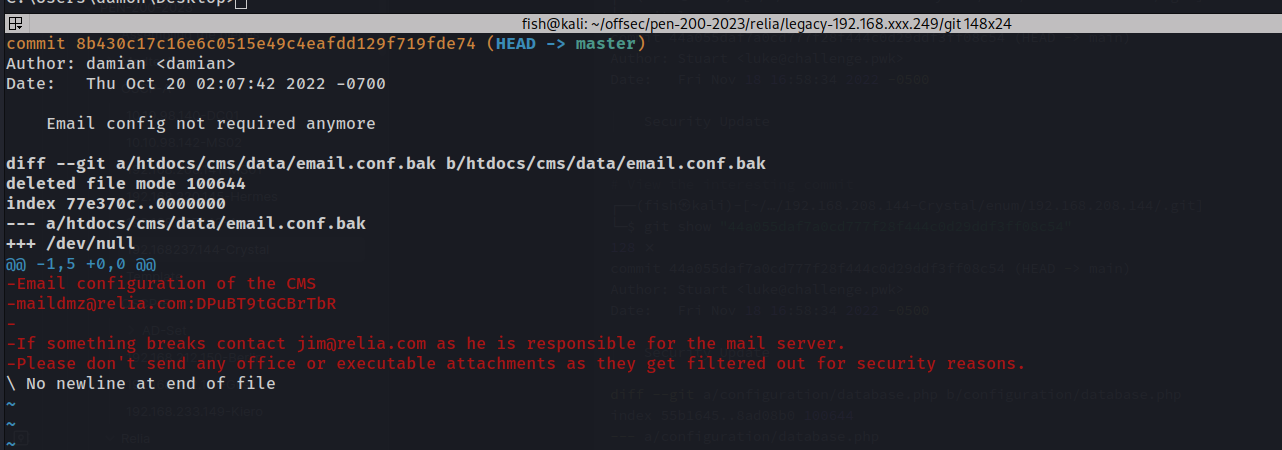 C:\Users\damon\Desktop>
fish@kali: ~/offsec/pen-200-2023/relia/legacy-192.168.xxx.249/git 148x24
commit 8b430c17c16e6c0515e49c4eafdd129f719fde74 (HEAD -> master)
Author: damian <damian>
Date:   Thu Oct 20 02:07:42 2022 -0700
    Email config not required anymore
Security Update
diff --git a/htdocs/cms/data/email.conf.bak b/htdocs/cms/data/email.conf.bak
deleted file mode 100644
index 77e370c..0000000
--- a/htdocs/cms/data/email.conf.bak
+++ /dev/null
@@ -1,5 +0,0 @@
-Email configuration of the CMS
-maildmz@relia.com:DPuBT9tGCBrTbR
-
-If something breaks contact jim@relia.com as he is responsible for the mail server.
-Please don't send any office or executable attachments as they get filtered out for security reasons.
\ No newline at end of file
~
~
~
Relia